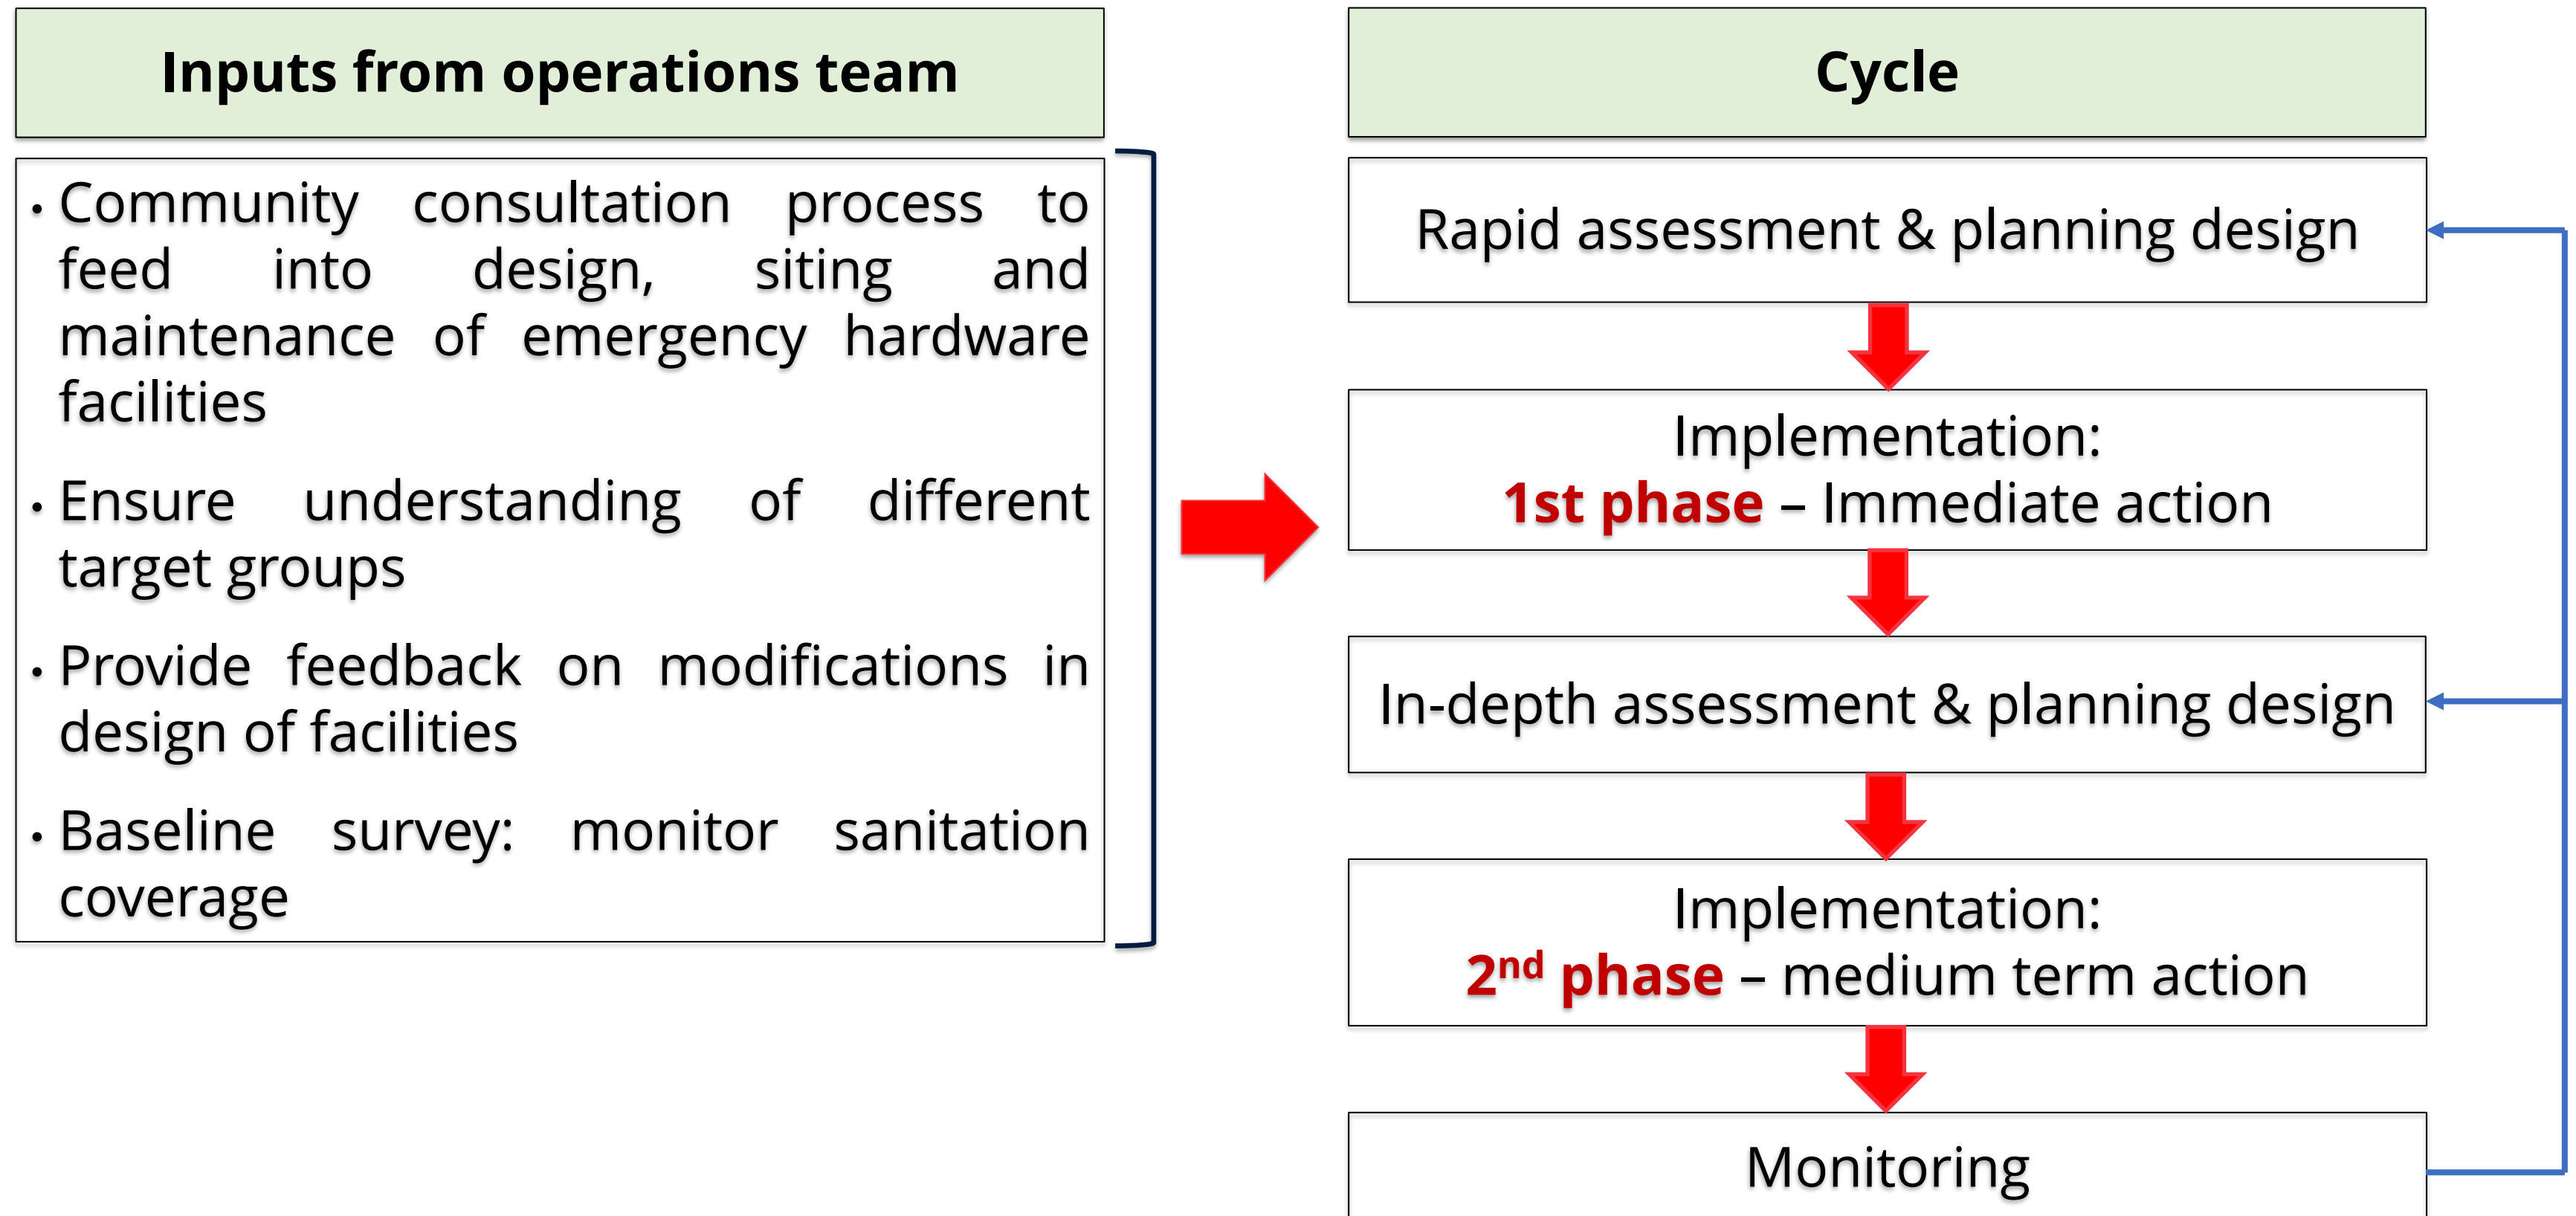 Inputs from operations team
• Community consultation process to
feed into design, siting and
maintenance of emergency hardware
facilities
• Ensure understanding of different
target groups
• Provide feedback on modifications in
design of facilities
• Baseline survey: monitor sanitation
coverage
Cycle
Rapid assessment & planning design
Implementation:
1st phase – Immediate action
In-depth assessment & planning design
Implementation:
2nd phase – medium term action
Monitoring